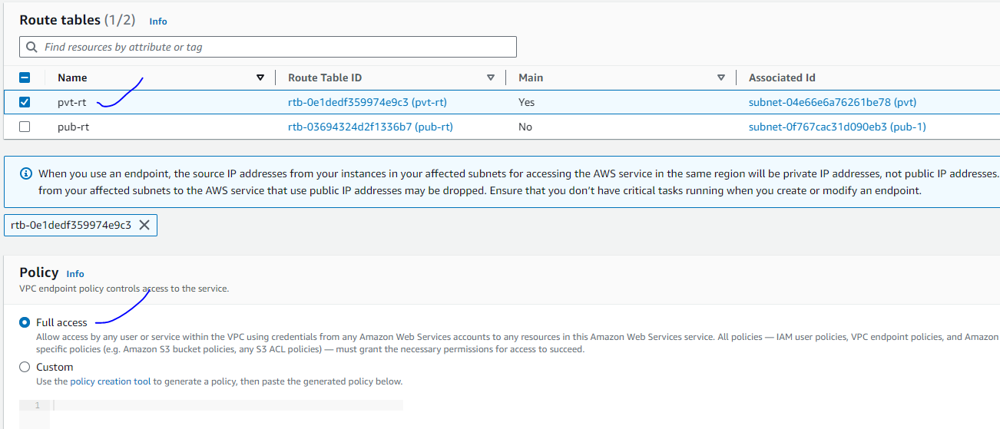 Route tables (1/2) Info
Find resources by attribute or tag
Name Route Table ID Main Associated Id
pvt-rt rtb-0e1dedf359974e9c3 (pvt-rt) Yes subnet-04e66e6a76261be78 (pvt)
pub-rt rtb-03694324d2f1336b7 (pub-rt) No subnet-0f767cac31d090eb3 (pub-1)
When you use an endpoint, the source IP addresses from your instances in your affected subnets for accessing the AWS service in the same region will be private IP addresses, not public IP addresses.
from your affected subnets to the AWS service that use public IP addresses may be dropped. Ensure that you don't have critical tasks running when you create or modify an endpoint.
rtb-0e1dedf359974e9c3
Policy Info
VPC endpoint policy controls access to the service.
Full access
Allow access by any user or service within the VPC using credentials from any Amazon Web Services accounts to any resources in this Amazon Web Services service. All policies — IAM user policies, VPC endpoint policies, and Amazon
specific policies (e.g. Amazon S3 bucket policies, any S3 ACL policies) — must grant the necessary permissions for access to succeed.
Custom
Use the policy creation tool to generate a policy, then paste the generated policy below.
1